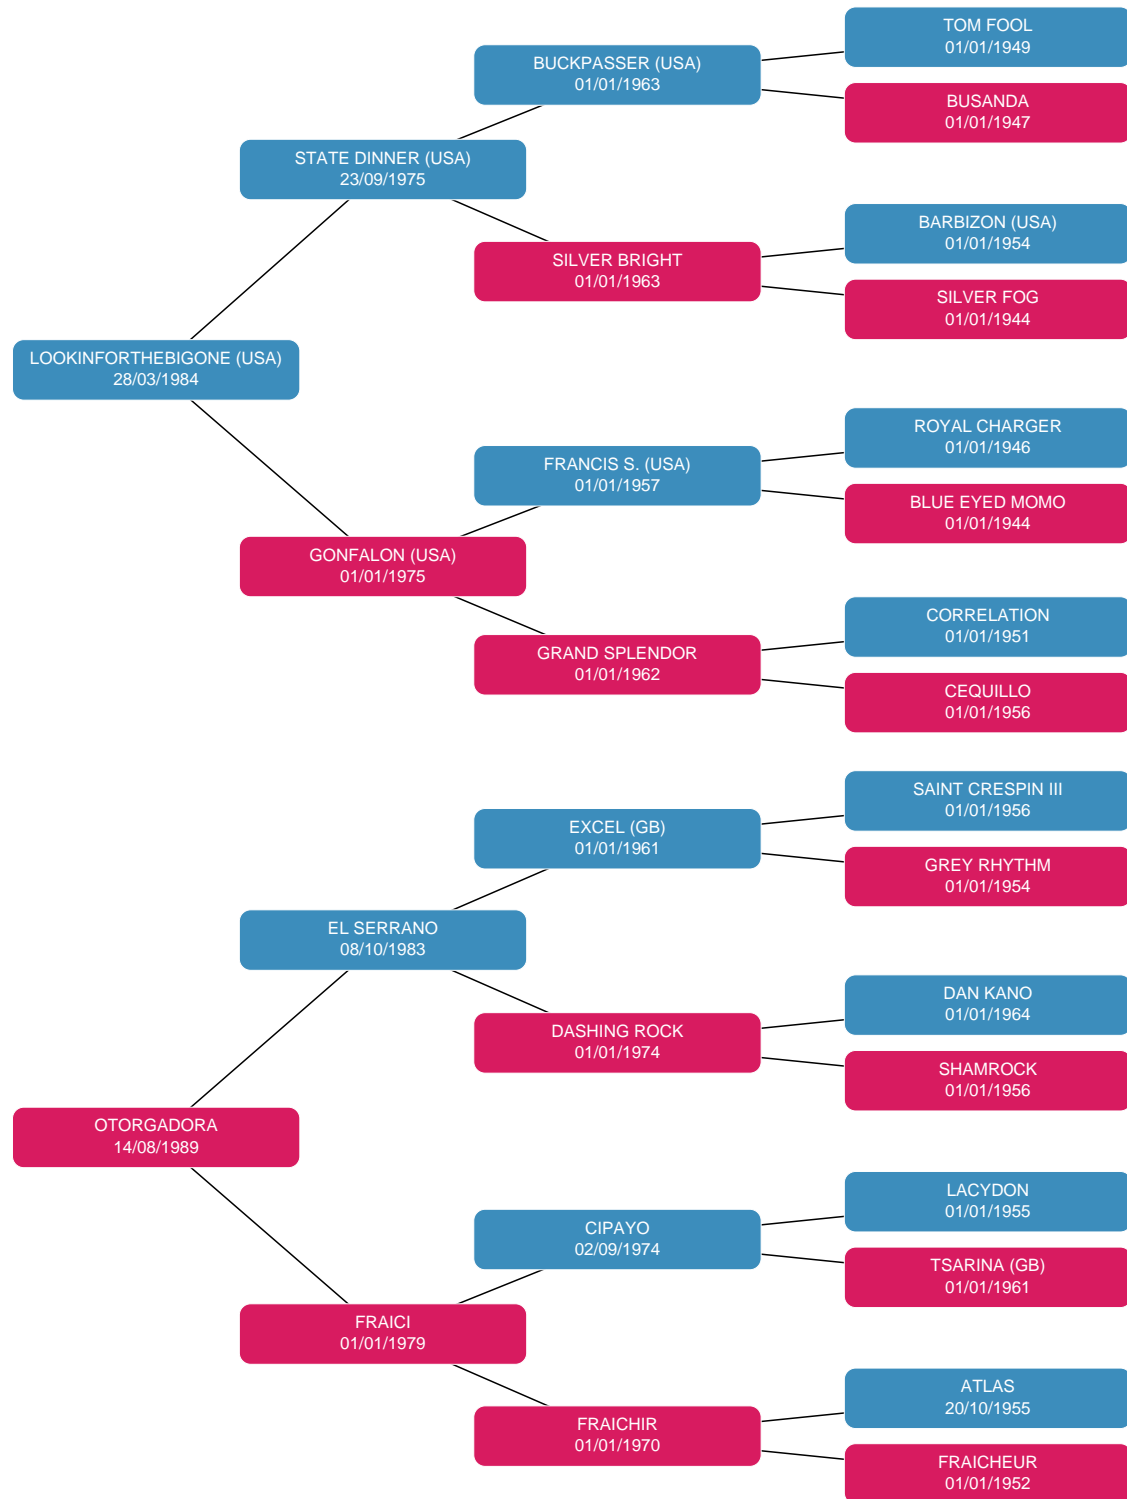 TOM FOOL
01/01/1949
BUCKPASSER (USA)
01/01/1963
BUSANDA
01/01/1947
STATE DINNER (USA)
23/09/1975
BARBIZON (USA)
01/01/1954
SILVER BRIGHT
01/01/1963
SILVER FOG
01/01/1944
LOOKINFORTHEBIGONE (USA)
28/03/1984
ROYAL CHARGER
01/01/1946
FRANCIS S. (USA)
01/01/1957
BLUE EYED MOMO
01/01/1944
GONFALON (USA)
01/01/1975
CORRELATION
01/01/1951
GRAND SPLENDOR
01/01/1962
CEQUILLO
01/01/1956
SAINT CRESPIN III
01/01/1956
EXCEL (GB)
01/01/1961
GREY RHYTHM
01/01/1954
EL SERRANO
08/10/1983
DAN KANO
01/01/1964
DASHING ROCK
01/01/1974
SHAMROCK
01/01/1956
OTORGADORA
14/08/1989
LACYDON
01/01/1955
CIPAYO
02/09/1974
TSARINA (GB)
01/01/1961
FRAICI
01/01/1979
ATLAS
20/10/1955
FRAICHIR
01/01/1970
FRAICHEUR
01/01/1952